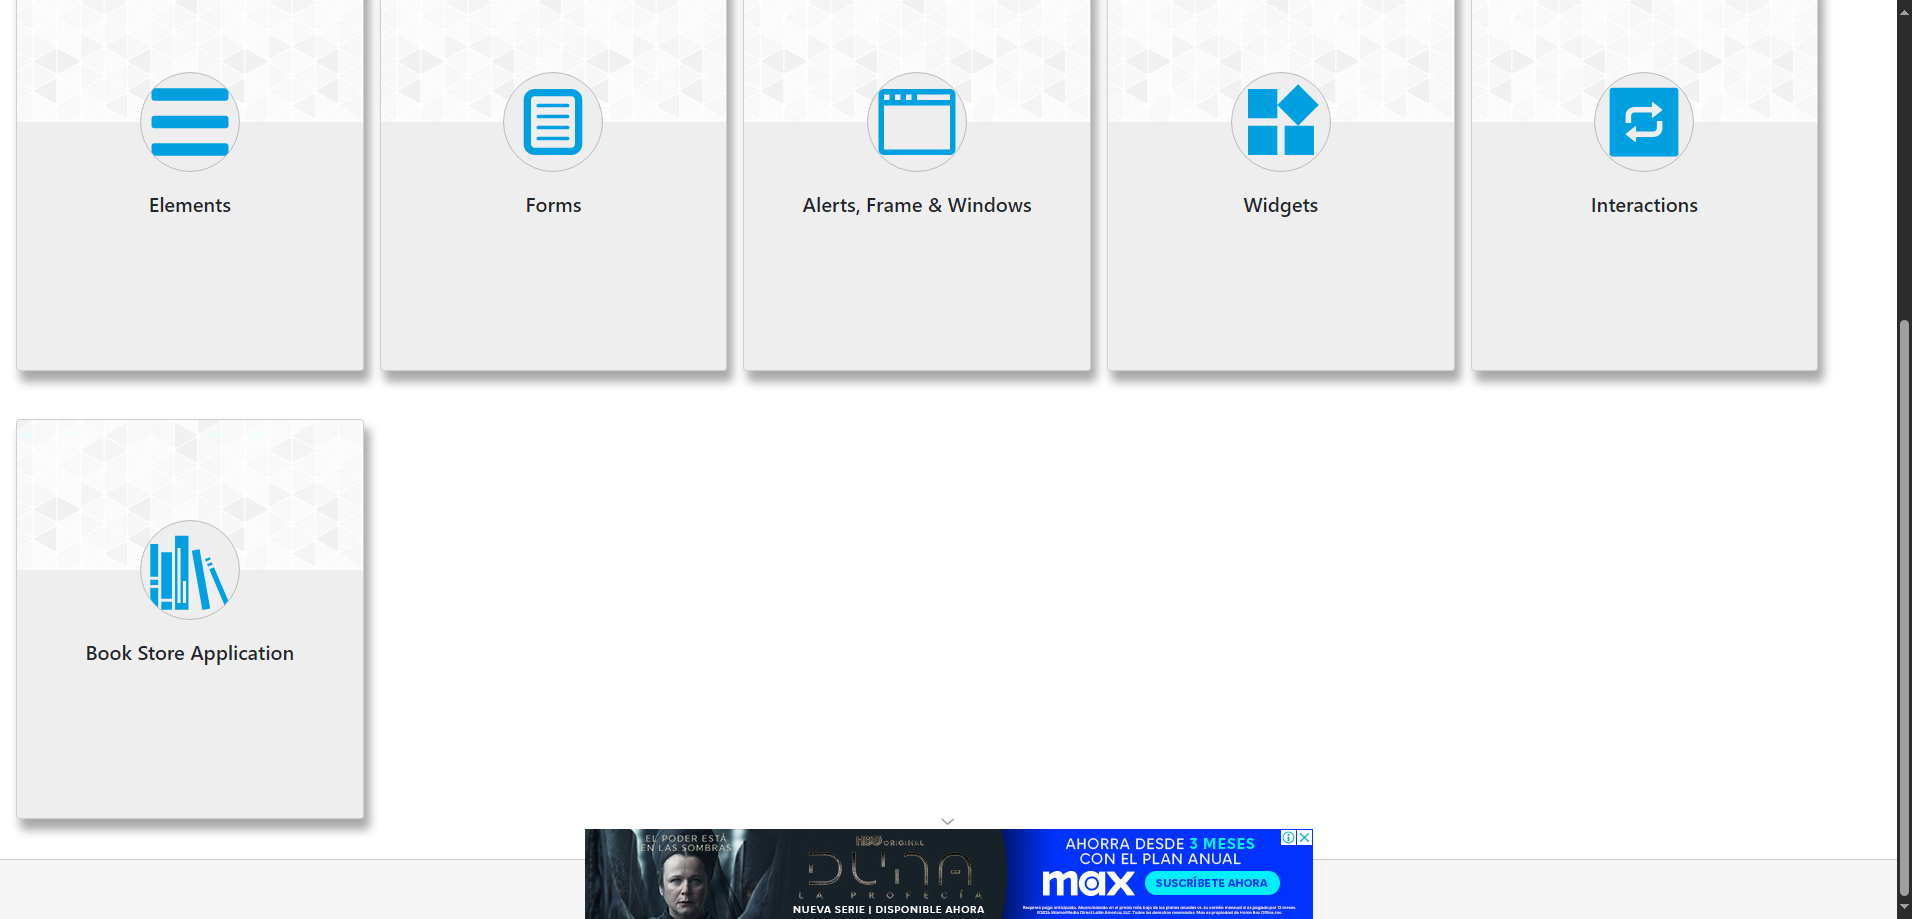 Elements
Forms
Alerts, Frame & Windows
Widgets
Interactions
Book Store Application
EL PODER ESTÁ
EN LAS SOMBRAS
HBO ORIGINAL
DUNA
LA PROFECÍA
NUEVA SERIE | DISPONIBLE AHORA
AHORRA DESDE 3 MESES
CON EL PLAN ANUAL
max
SUSCRÍBETE AHORA